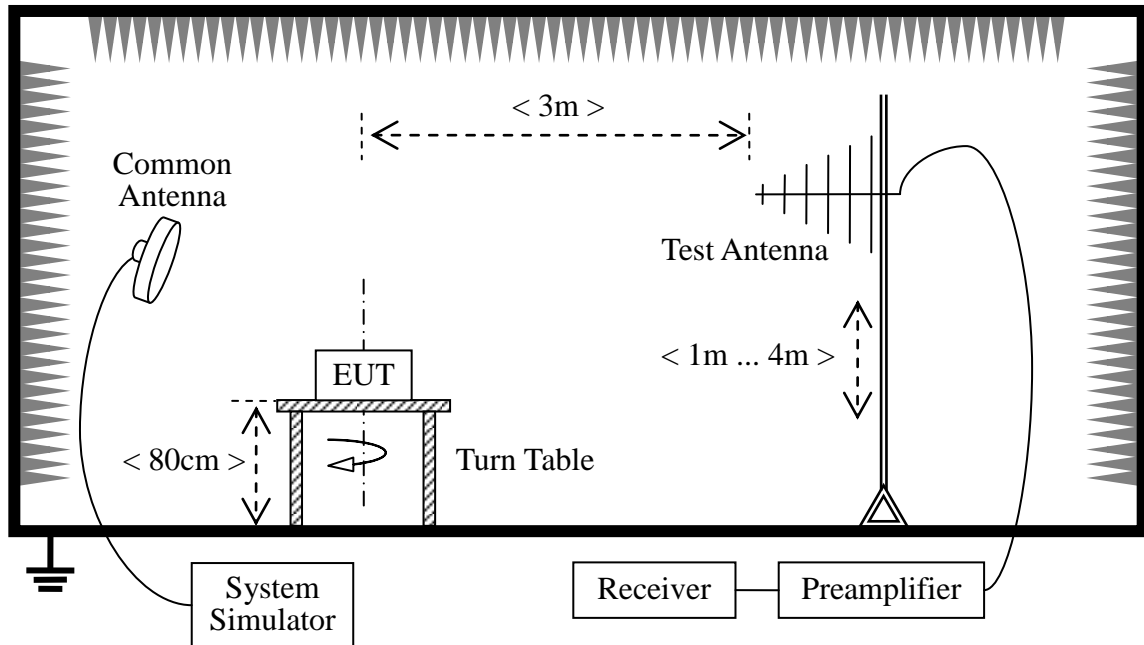 < 3m >
Common
Antenna
Test Antenna
< 1m ... 4m >
EUT
< 80cm >
Turn Table
System
Simulator
Receiver
Preamplifier